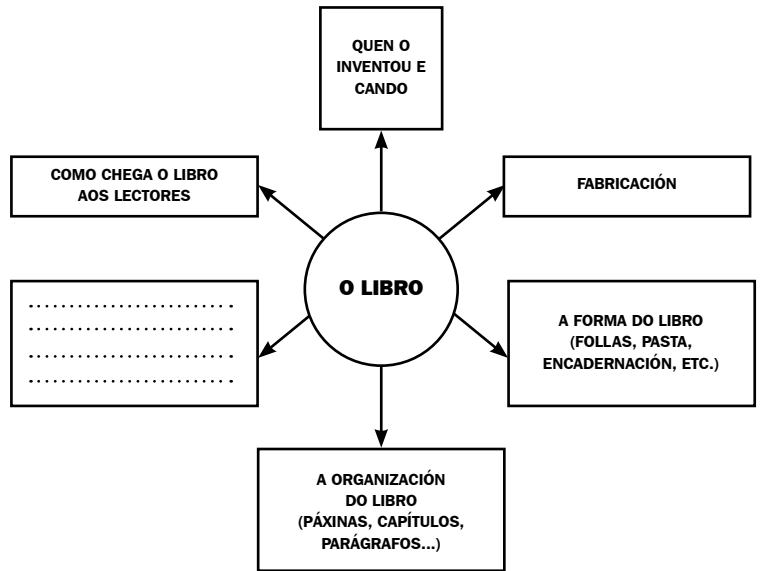 QUEN O
INVENTOU E
CANDO
COMO CHEGA O LIBRO
AOS LECTORES
FABRICACIÓN
O LIBRO
A FORMA DO LIBRO
(FOLLAS, PASTA,
ENCADERNACIÓN, ETC.)
A ORGANIZACIÓN
DO LIBRO
(PÁXINAS, CAPÍTULOS,
PARÁGRAFOS...)